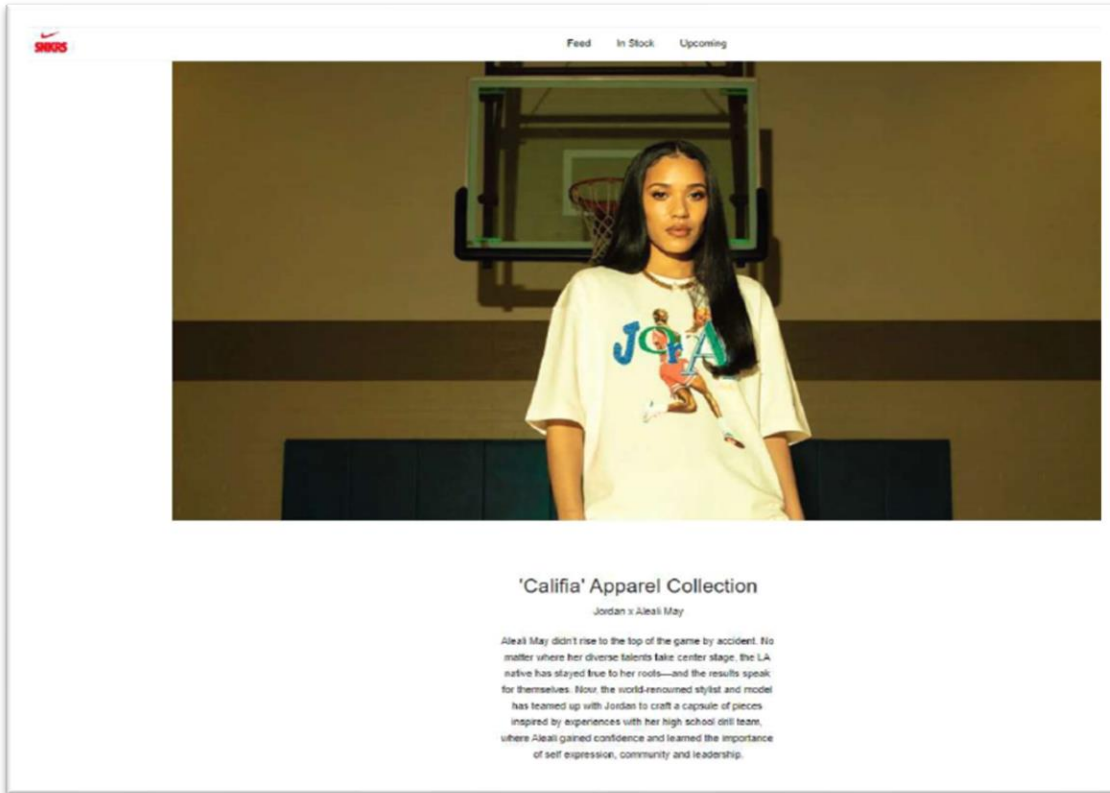 SNKRS
Feed In Stock Upcoming
JorA
'Califia' Apparel Collection
Jordan x Aleali May
Aleali May didn't rise to the top of the game by accident. No
matter where her diverse talents take center stage, the LA
native has stayed true to her roots—and the results speak
for themselves. Now, the world-renowned stylist and model
has teamed up with Jordan to craft a capsule of pieces
inspired by experiences with her high school drill team,
where Aleali gained confidence and learned the importance
of self expression, community and leadership.